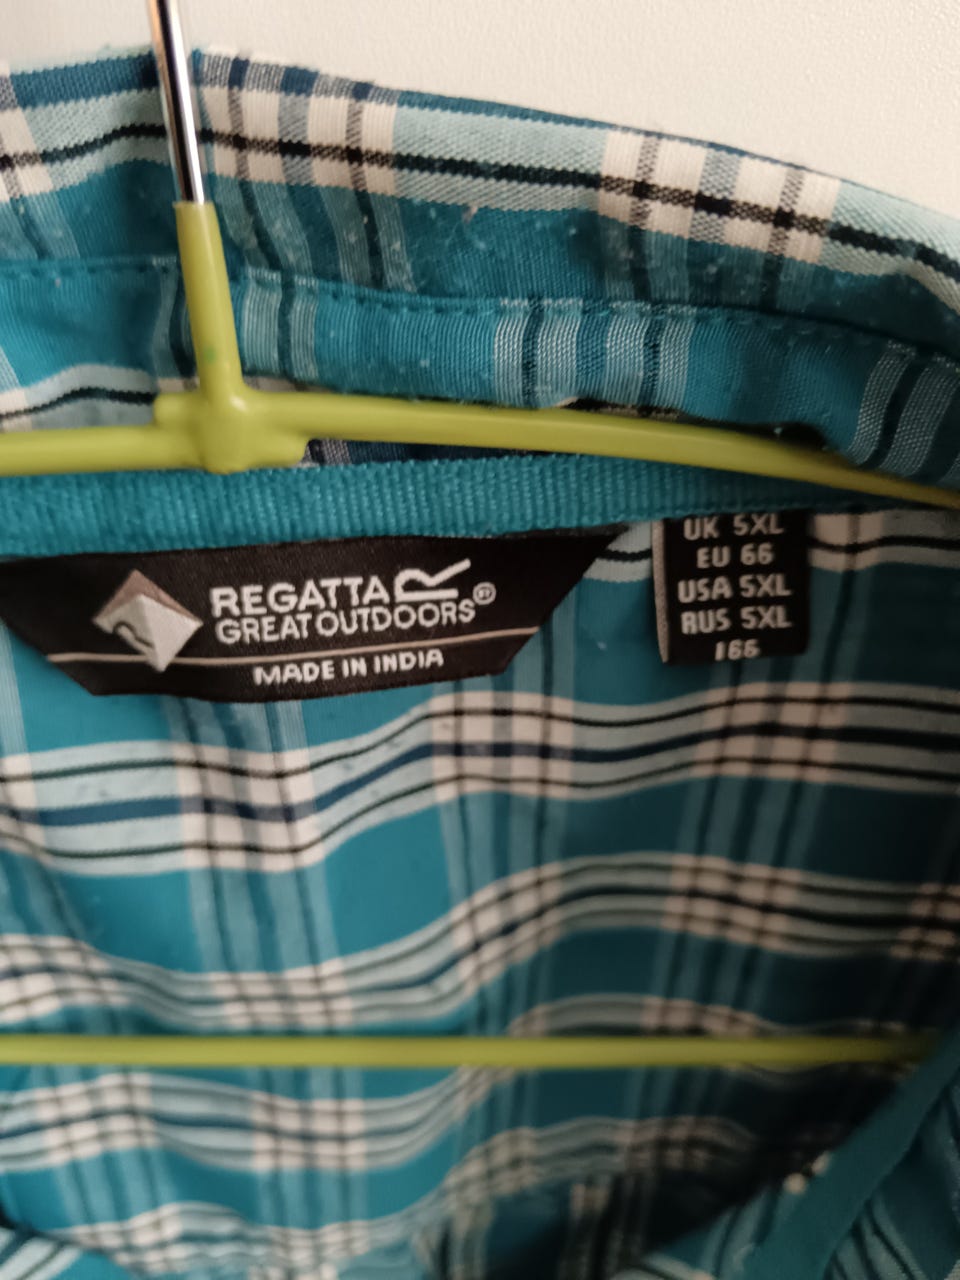 REGATTA R®
GREAT OUTDOORS
MADE IN INDIA
UK 5XL
EU 66
USA 5XL
RUS 5XL
166